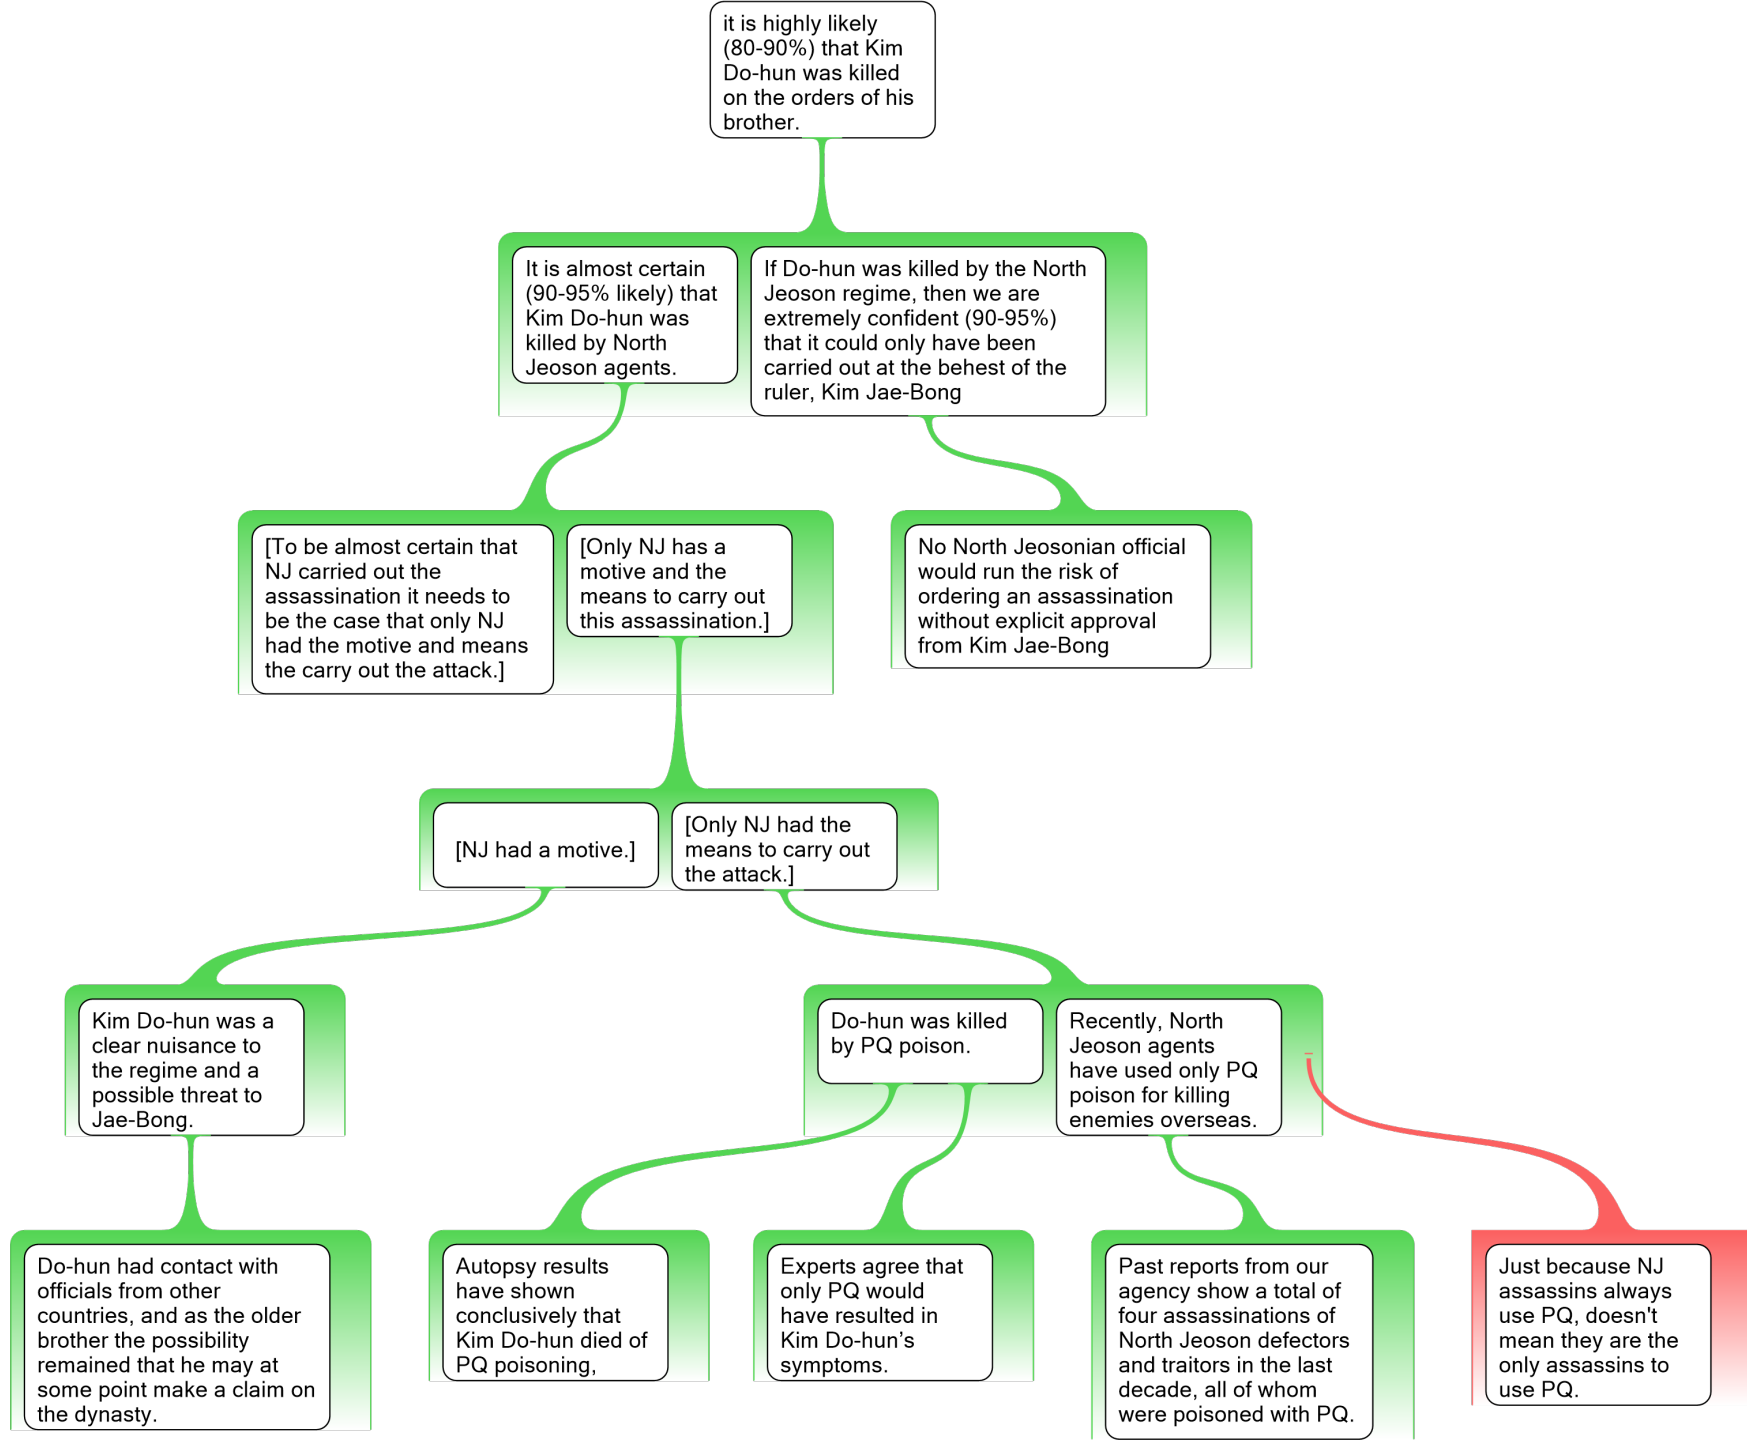 it is highly likely
(80-90%) that Kim
Do-hun was killed
on the orders of his
brother.
It is almost certain
(90-95% likely) that
Kim Do-hun was
killed by North
Jeoson agents.
If Do-hun was killed by the North
Jeoson regime, then we are
extremely confident (90-95%)
that it could only have been
carried out at the behest of the
ruler, Kim Jae-Bong
[To be almost certain that
NJ carried out the
assassination it needs to
be the case that only NJ
had the motive and means
the carry out the attack.]
[Only NJ has a
motive and the
means to carry out
this assassination.]
No North Jeosonian official
would run the risk of
ordering an assassination
without explicit approval
from Kim Jae-Bong
[NJ had a motive.]
[Only NJ had the
means to carry out
the attack.]
Kim Do-hun was a
clear nuisance to
the regime and a
possible threat to
Jae-Bong.
Do-hun was killed
by PQ poison.
Recently, North
Jeoson agents
have used only PQ
poison for killing
enemies overseas.
Do-hun had contact with
officials from other
countries, and as the older
brother the possibility
remained that he may at
some point make a claim on
the dynasty.
Autopsy results
have shown
conclusively that
Kim Do-hun died of
PQ poisoning,
Experts agree that
only PQ would
have resulted in
Kim Do-hun’s
symptoms.
Past reports from our
agency show a total of
four assassinations of
North Jeoson defectors
and traitors in the last
decade, all of whom
were poisoned with PQ.
Just because NJ
assassins always
use PQ, doesn't
mean they are the
only assassins to
use PQ.